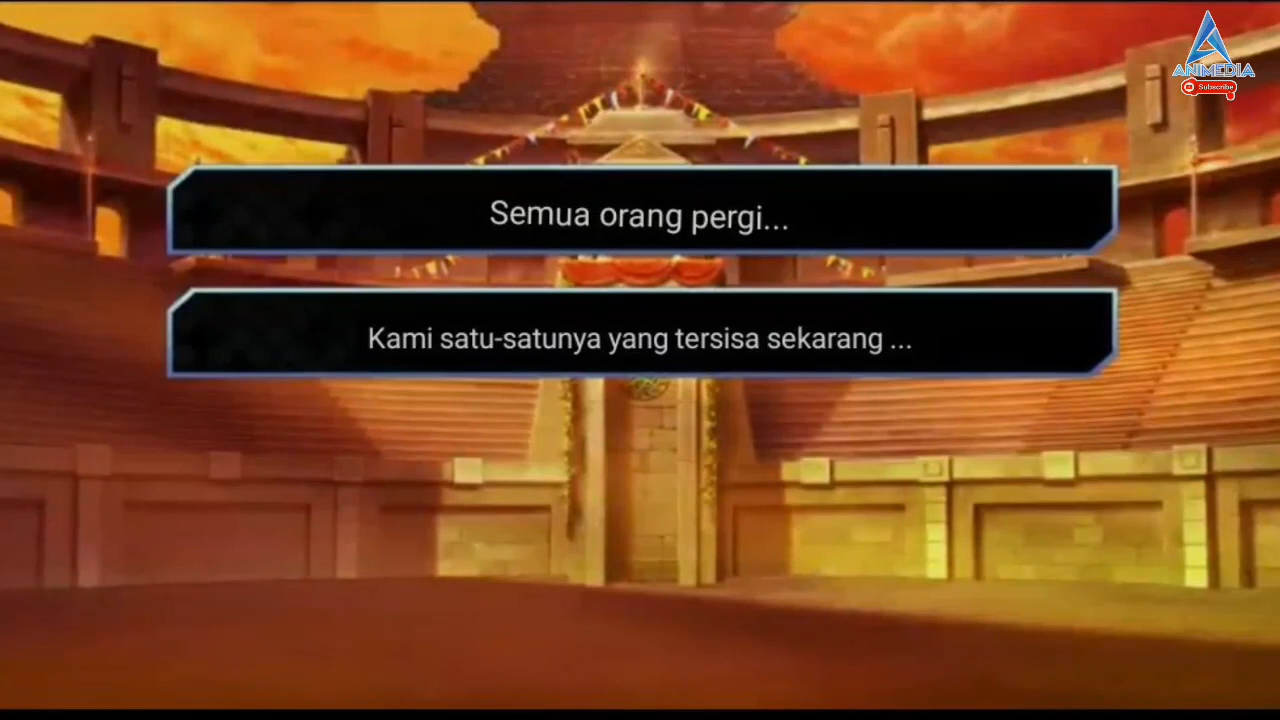 ANIMEDIA
Subscribe
Semua orang pergi...
Kami satu-satunya yang tersisa sekarang ...